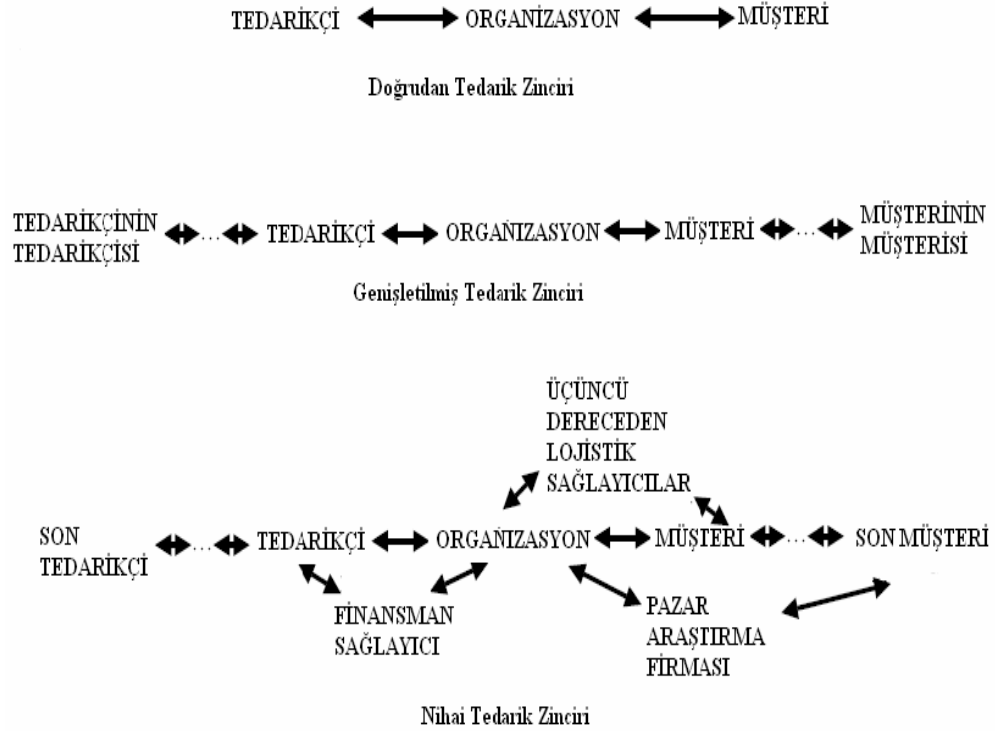 TEDARİKÇİ ORGANİZASYON MÜŞTERİ
Doğrudan Tedarik Zinciri
TEDARİKÇİNİN
TEDARİKÇİSİ
... TEDARİKÇİ ORGANİZASYON MÜŞTERİ ...
MÜŞTERİNİN
MÜŞTERİSİ
Genişletilmiş Tedarik Zinciri
ÜÇÜNCÜ
DERECEDEN
LOJİSTİK
SAĞLAYICILAR
SON
TEDARİKÇİ
... TEDARİKÇİ ORGANİZASYON MÜŞTERİ ... SON MÜŞTERİ
FİNANSMAN
SAĞLAYICI
PAZAR
ARAŞTIRMA
FİRMASI
Nihai Tedarik Zinciri